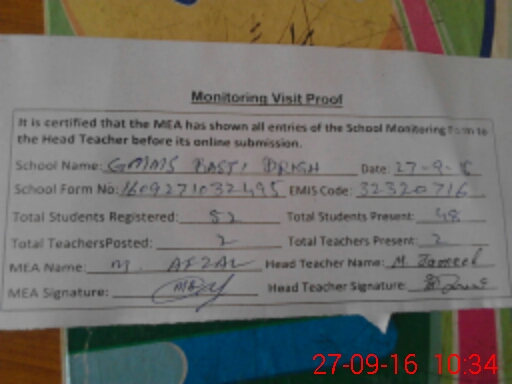 Monitoring Visit Proof
It is certified that the MEA has shown all entries of the School Monitoring Form to
the Head Teacher before its online submission.
School Name: GMMS BASTI Date: 27-9-
School Form No: 1609271032495 EMIS Code: 32320716
Total Students Registered: 52 Total Students Present: 48
Total TeachersPosted: 2 Total Teachers Present: 2
MEA Name: M. AFZAL Head Teacher Name: M. Jameel
MEA Signature: Head Teacher Signature:
27-09-16 10:34